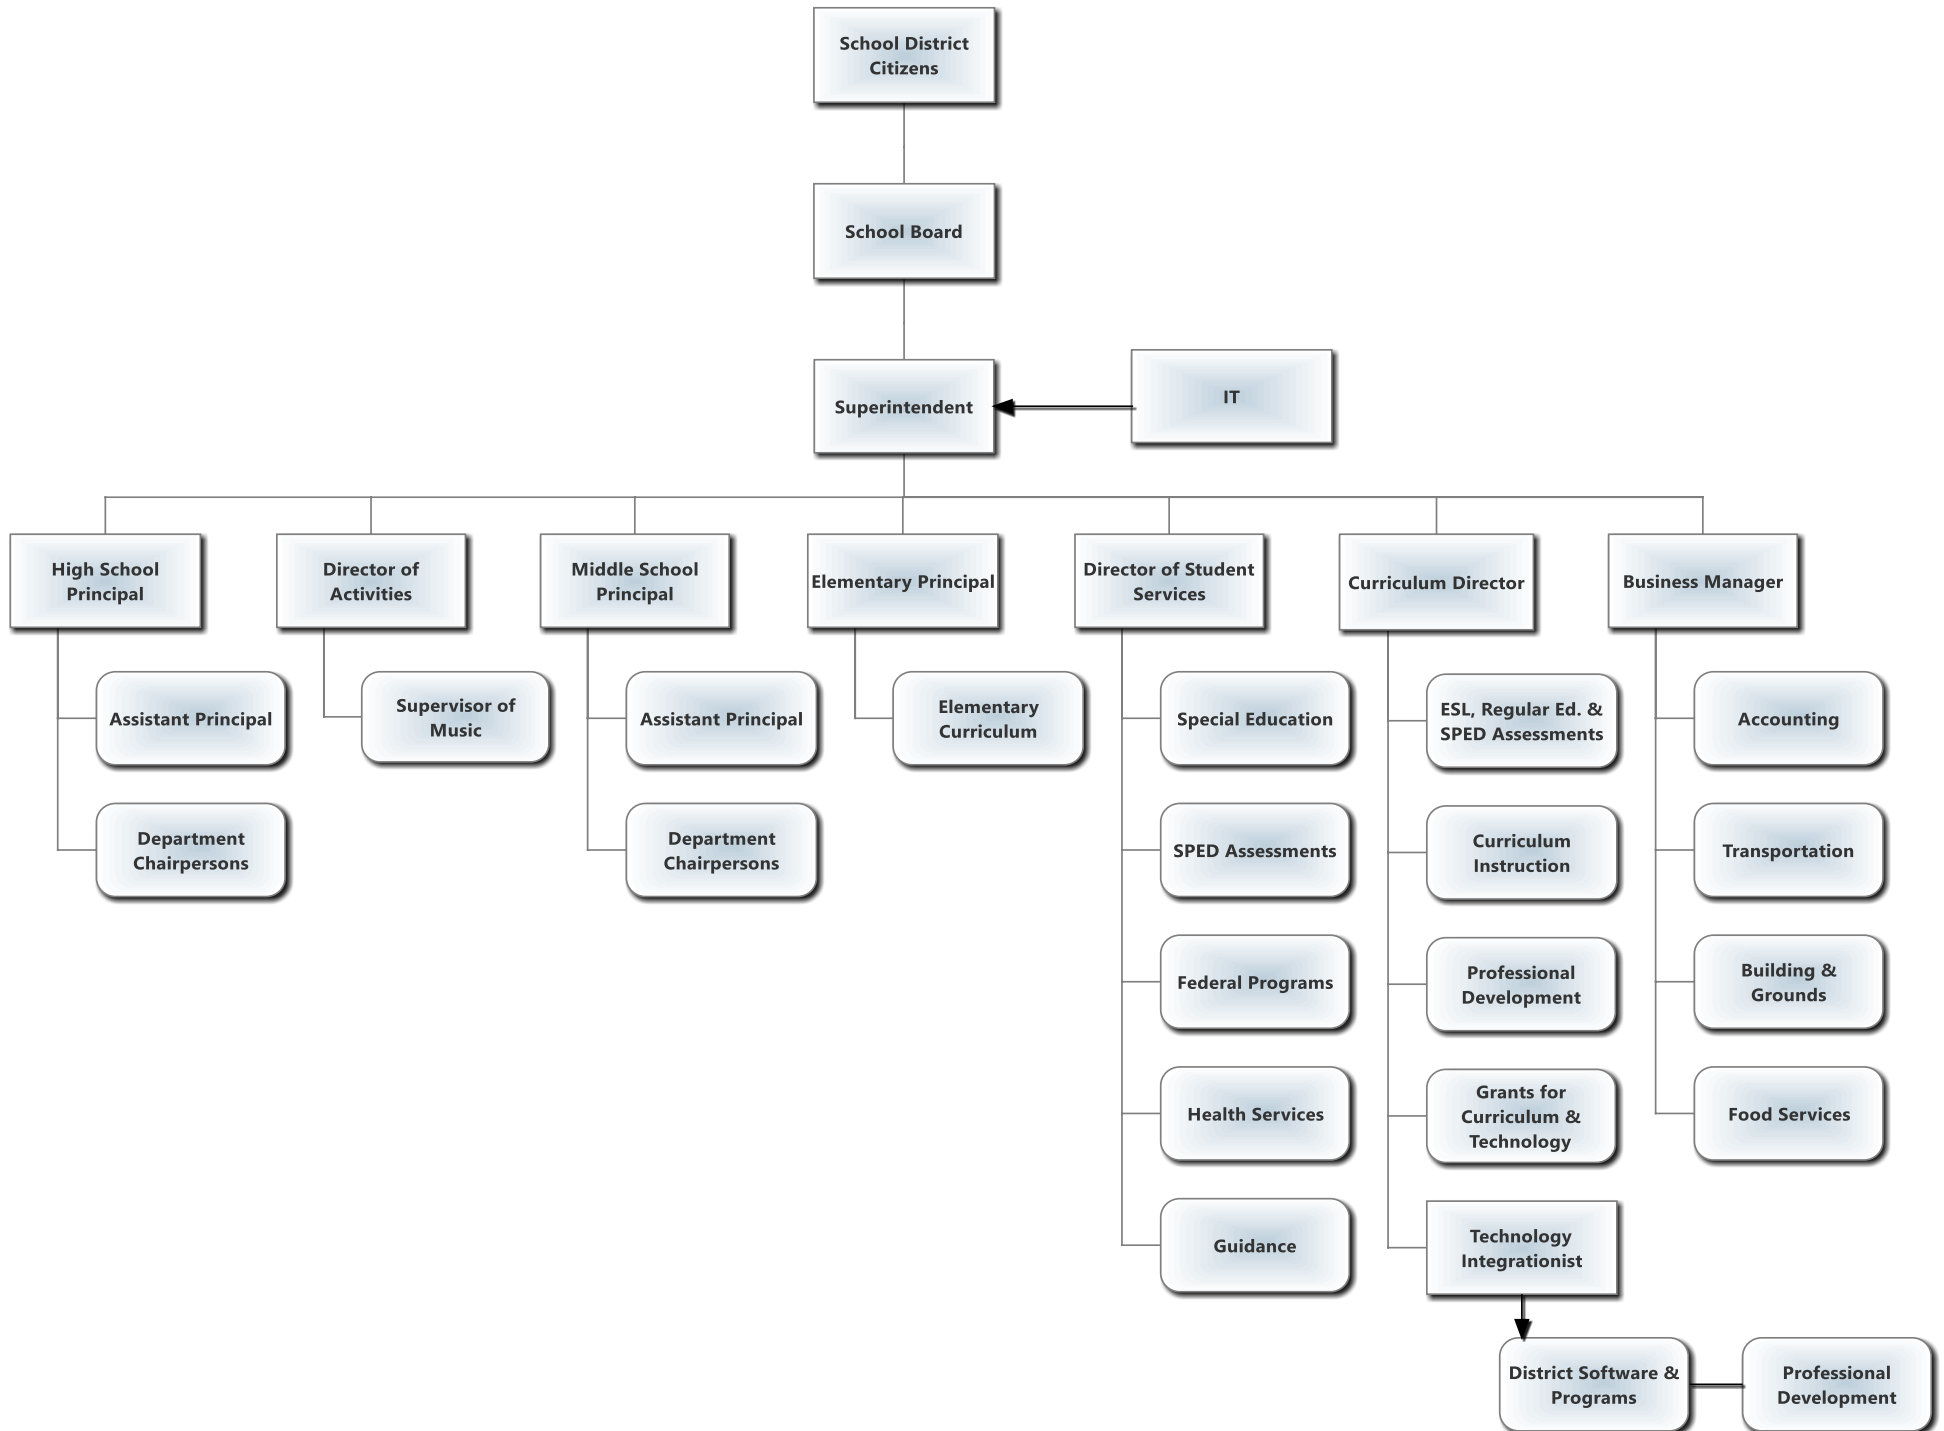 School District
Citizens
School Board
Superintendent
IT
High School
Principal
Director of
Activities
Middle School
Principal
Elementary Principal
Director of Student
Services
Curriculum Director
Business Manager
Assistant Principal
Supervisor of
Music
Assistant Principal
Elementary
Curriculum
Special Education
ESL, Regular Ed. &
SPED Assessments
Accounting
Department
Chairpersons
Department
Chairpersons
SPED Assessments
Curriculum
Instruction
Transportation
Federal Programs
Professional
Development
Building &
Grounds
Health Services
Grants for
Curriculum &
Technology
Food Services
Guidance
Technology
Integrationist
District Software &
Programs
Professional
Development